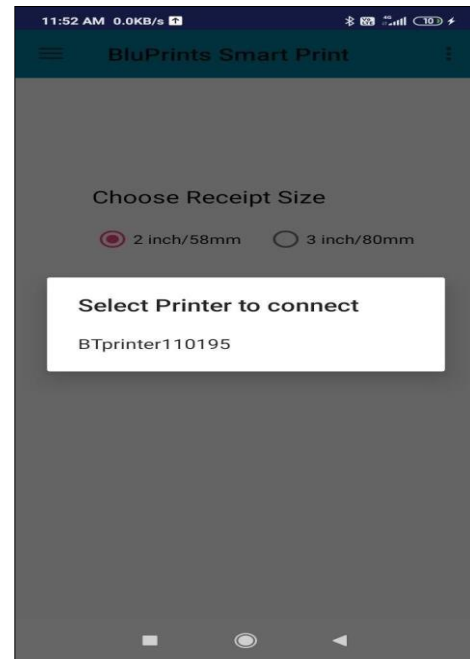 11:52 AM 0.0KB/s
BluPrints Smart Print
Choose Receipt Size
2 inch/58mm 3 inch/80mm
Select Printer to connect
BTprinter110195